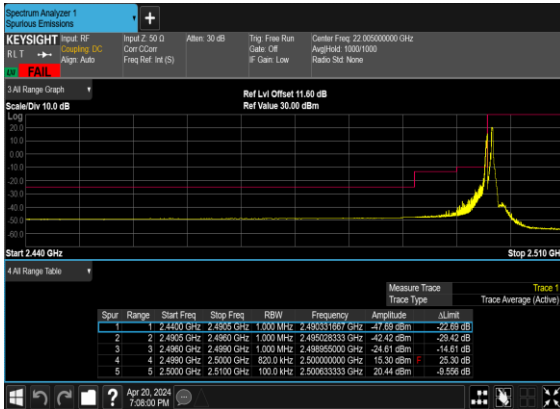 Spectrum Analyzer 1
Spurious Emissions
+
KEYSIGHT Input: RF Input Z: 50 Ω Atten: 30 dB Trig: Free Run Center Freq: 22.005000000 GHz
RLT Coupling: DC Corr CCorr Gate: Off Avg|Hold: 1000/1000
Align: Auto Freq Ref: Int (S) IF Gain: Low Radio Std: None
LW FAIL
3 All Range Graph
Ref Lvl Offset 11.60 dB
Scale/Div 10.0 dB Ref Value 30.00 dBm
Log
20.0
10.0
0.00
-10.0
-20.0
-30.0
-40.0
-50.0
-60.0
Start 2.440 GHz Stop 2.510 GH
4 All Range Table
Measure Trace Trace 1
Trace Type Trace Average (Active)
Spur Range Start Freq Stop Freq RBW Frequency Amplitude ΔLimit
1 1 2.4400 GHz 2.4905 GHz 1.000 MHz 2.490331667 GHz -47.69 dBm -22.69 dB
2 2 2.4905 GHz 2.4960 GHz 1.000 MHz 2.495028333 GHz -42.42 dBm -29.42 dB
3 3 2.4960 GHz 2.4990 GHz 1.000 MHz 2.498955000 GHz -24.61 dBm -14.61 dB
4 4 2.4990 GHz 2.5000 GHz 820.0 kHz 2.500000000 GHz 15.30 dBm F 25.30 dB
5 5 2.5000 GHz 2.5100 GHz 100.0 kHz 2.500633333 GHz 20.44 dBm -9.556 dB
?
Apr 20, 2024
7:08:00 PM